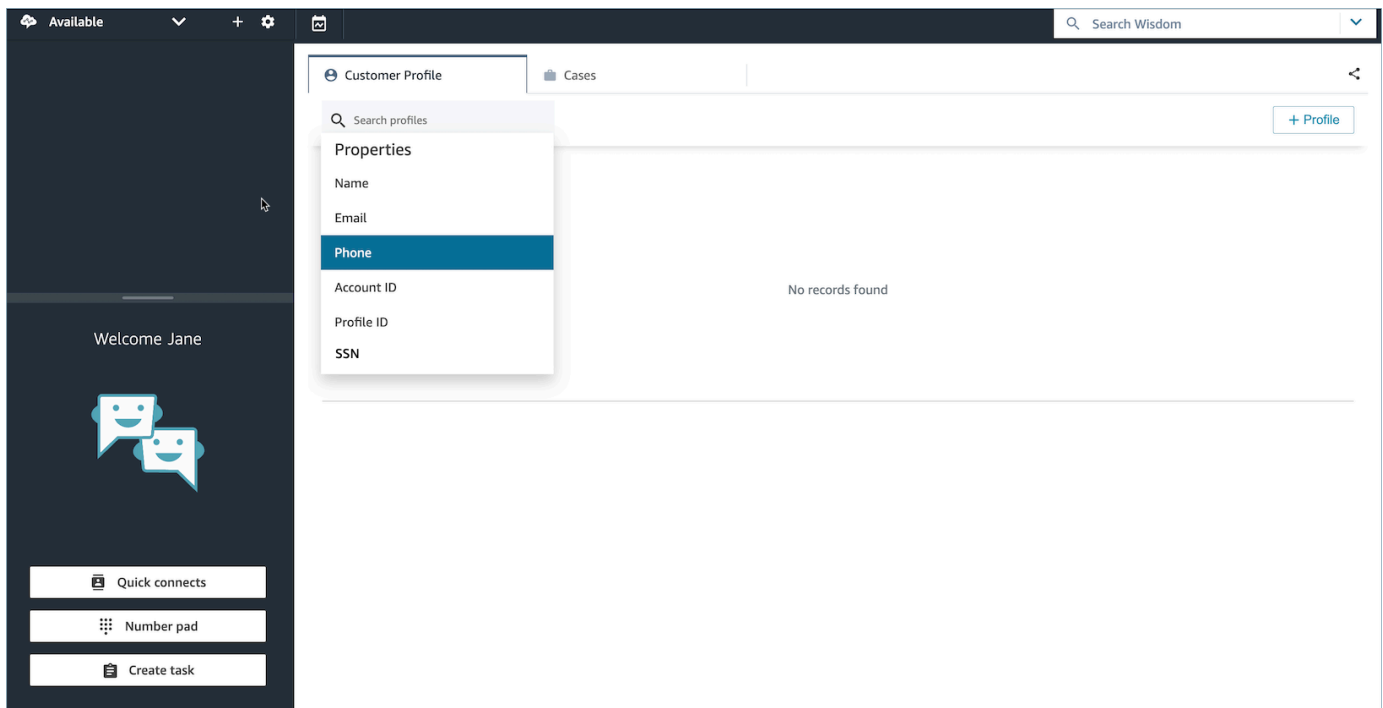 Available
Search Wisdom
Customer Profile
Cases
Search profiles
+ Profile
Properties
Name
Email
Phone
Account ID
Profile ID
SSN
No records found
Welcome Jane
Quick connects
Number pad
Create task